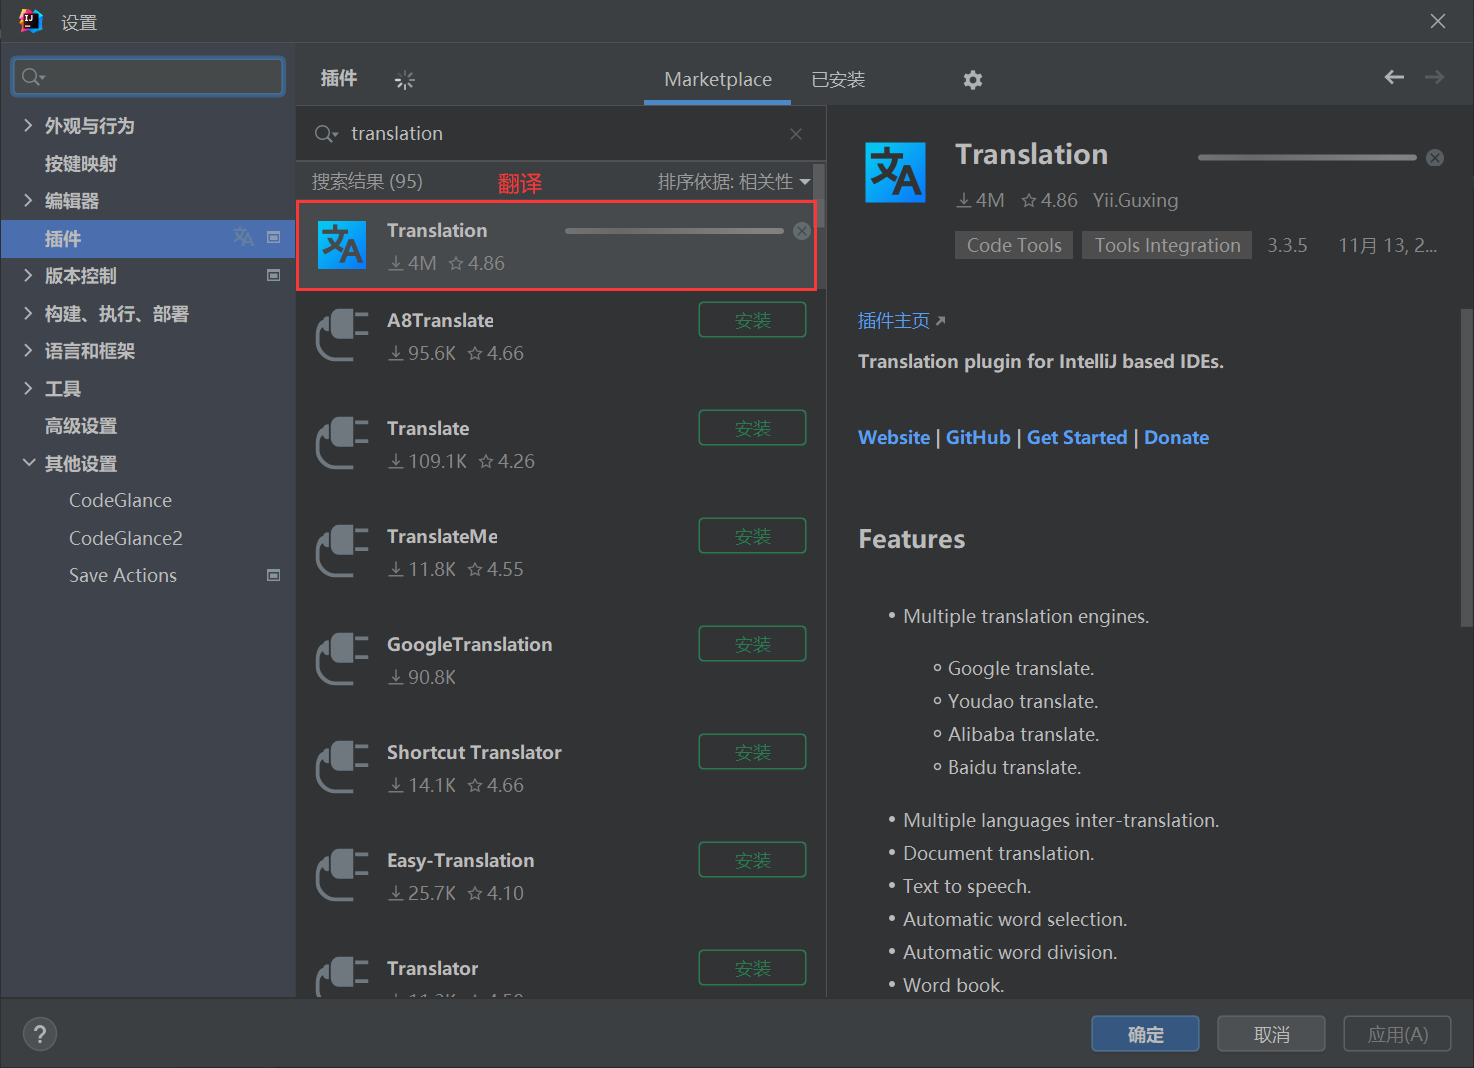 设置
插件
Marketplace
已安装
外观与行为
按键映射
编辑器
插件
版本控制
构建、执行、部署
语言和框架
工具
高级设置
其他设置
CodeGlance
CodeGlance2
Save Actions
translation
搜索结果 (95)
翻译
排序依据: 相关性
Translation
4M 4.86
A8Translate
安装
95.6K 4.66
Translate
安装
109.1K 4.26
TranslateMe
安装
11.8K 4.55
GoogleTranslation
安装
90.8K
Shortcut Translator
安装
14.1K 4.66
Easy-Translation
安装
25.7K 4.10
Translator
安装
Translation
4M 4.86 Yii.Guxing
Code Tools Tools Integration 3.3.5 11月 13, 2...
插件主页
Translation plugin for IntelliJ based IDEs.
Website | GitHub | Get Started | Donate
Features
• Multiple translation engines.
Google translate.
Youdao translate.
Alibaba translate.
Baidu translate.
• Multiple languages inter-translation.
• Document translation.
• Text to speech.
• Automatic word selection.
• Automatic word division.
• Word book.
?
确定
取消
应用(A)